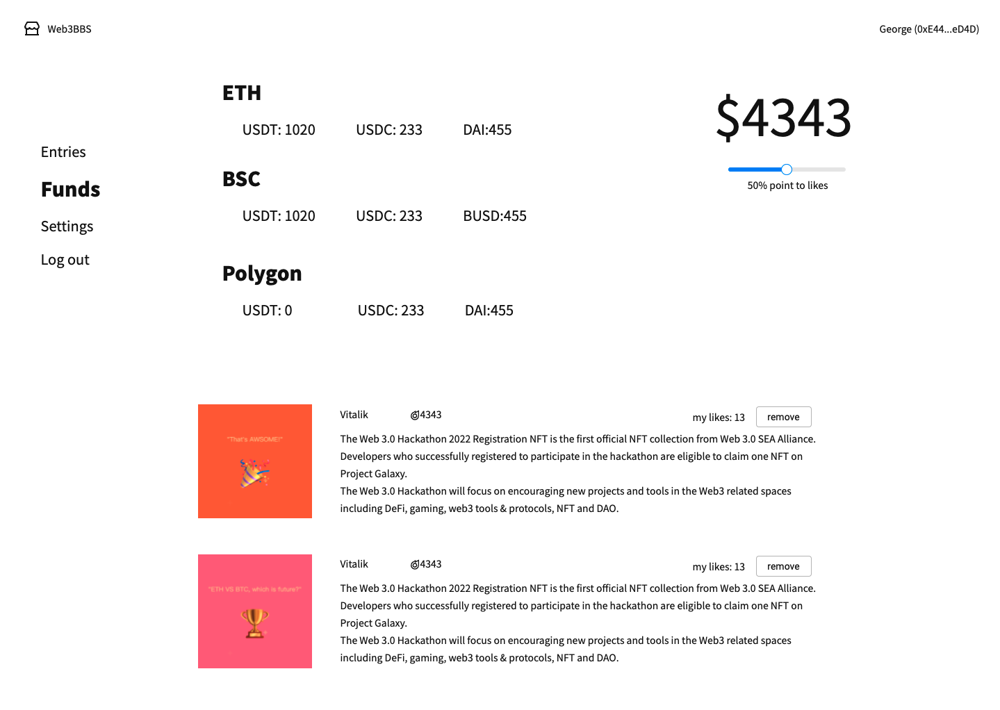 Web3BBS
George (0xE44...eD4D)
Entries
Funds
Settings
Log out
ETH
USDT: 1020 USDC: 233 DAI:455
BSC
USDT: 1020 USDC: 233 BUSD:455
Polygon
USDT: 0 USDC: 233 DAI:455
$4343
50% point to likes
"That's AWSOME!"
Vitalik 4343 my likes: 13 remove
The Web 3.0 Hackathon 2022 Registration NFT is the first official NFT collection from Web 3.0 SEA Alliance.
Developers who successfully registered to participate in the hackathon are eligible to claim one NFT on
Project Galaxy.
The Web 3.0 Hackathon will focus on encouraging new projects and tools in the Web3 related spaces
including DeFi, gaming, web3 tools & protocols, NFT and DAO.
"ETH VS BTC, which is future?"
Vitalik 4343 my likes: 13 remove
The Web 3.0 Hackathon 2022 Registration NFT is the first official NFT collection from Web 3.0 SEA Alliance.
Developers who successfully registered to participate in the hackathon are eligible to claim one NFT on
Project Galaxy.
The Web 3.0 Hackathon will focus on encouraging new projects and tools in the Web3 related spaces
including DeFi, gaming, web3 tools & protocols, NFT and DAO.